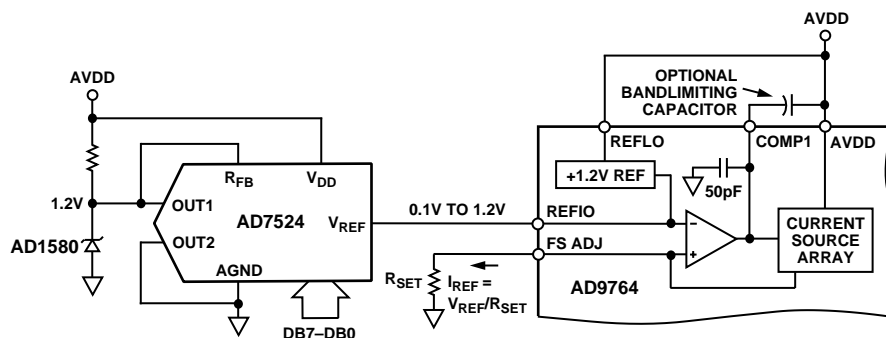 AVDD
1.2V
AD1580
OUT1
OUT2
RFB
VDD
AD7524
VREF
AGND
DB7–DB0
0.1V TO 1.2V
RSET
IREF =
VREF/RSET
AVDD
OPTIONAL
BANDLIMITING
CAPACITOR
REFLO
COMP1
AVDD
+1.2V REF
50pF
REFIO
FS ADJ
–
+
CURRENT
SOURCE
ARRAY
AD9764